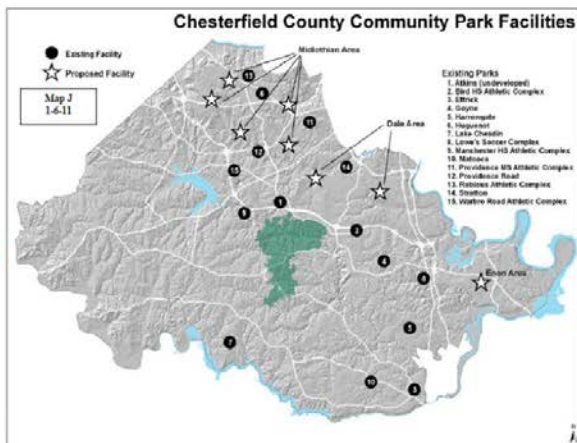 Chesterfield County Community Park Facilities
Existing Facility
Proposed Facility
Map J
1-6-11
Midlothian Area
Dale Area
Enon Area
Existing Parks
1. Atkins (undeveloped)
2. Bird HS Athletic Complex
3. Ettrick
4. Goyne
5. Harrowgate
6. Huguenot
7. Lake Chesdin
8. Lowe's Soccer Complex
9. Manchester HS Athletic Complex
10. Matoaca
11. Providence MS Athletic Complex
12. Providence Road
13. Robious Athletic Complex
14. Stratton
15. Warbro Road Athletic Complex
13
6
11
12
15
14
1
9
2
4
8
5
7
10
3